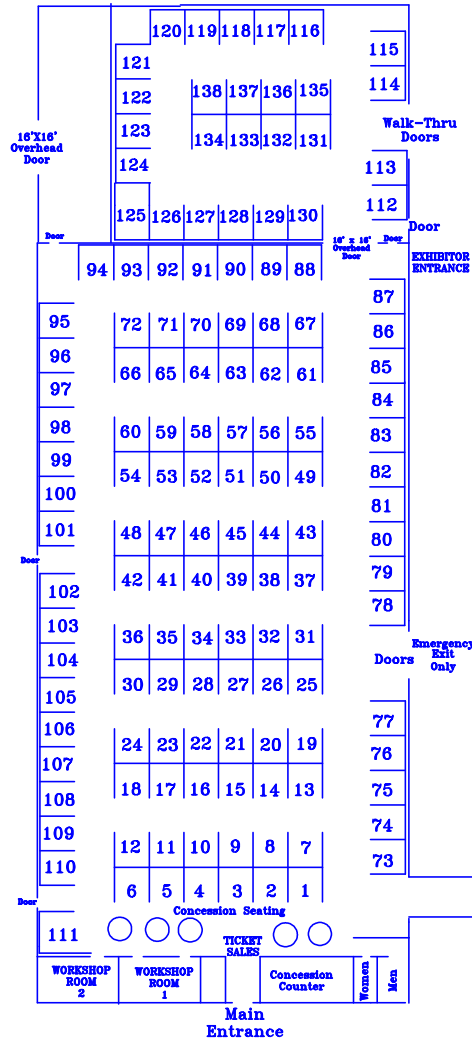 120 119 118 117 116
115
121
114
122
138 137 136 135
16'X16'
Overhead
Door
123
Walk-Thru
Doors
134 133 132 131
124
113
112
125 126 127 128 129 130
Door
Door
16' x 16'
Overhead
Door
Door
EXHIBITOR
ENTRANCE
94 93 92 91 90 89 88
87
95
72 71 70 69 68 67
86
96
66 65 64 63 62 61
85
97
84
98
60 59 58 57 56 55
83
99
54 53 52 51 50 49
82
100
81
101
48 47 46 45 44 43
80
Door
42 41 40 39 38 37
79
102
78
103
36 35 34 33 32 31
Emergency
Exit
Only
Doors
104
30 29 28 27 26 25
105
77
106
24 23 22 21 20 19
76
107
18 17 16 15 14 13
75
108
74
109
12 11 10 9 8 7
73
110
6 5 4 3 2 1
Door
Concession Seating
111
TICKET
SALES
WORKSHOP
ROOM
2
WORKSHOP
ROOM
1
Concession
Counter
Women
Men
Main
Entrance